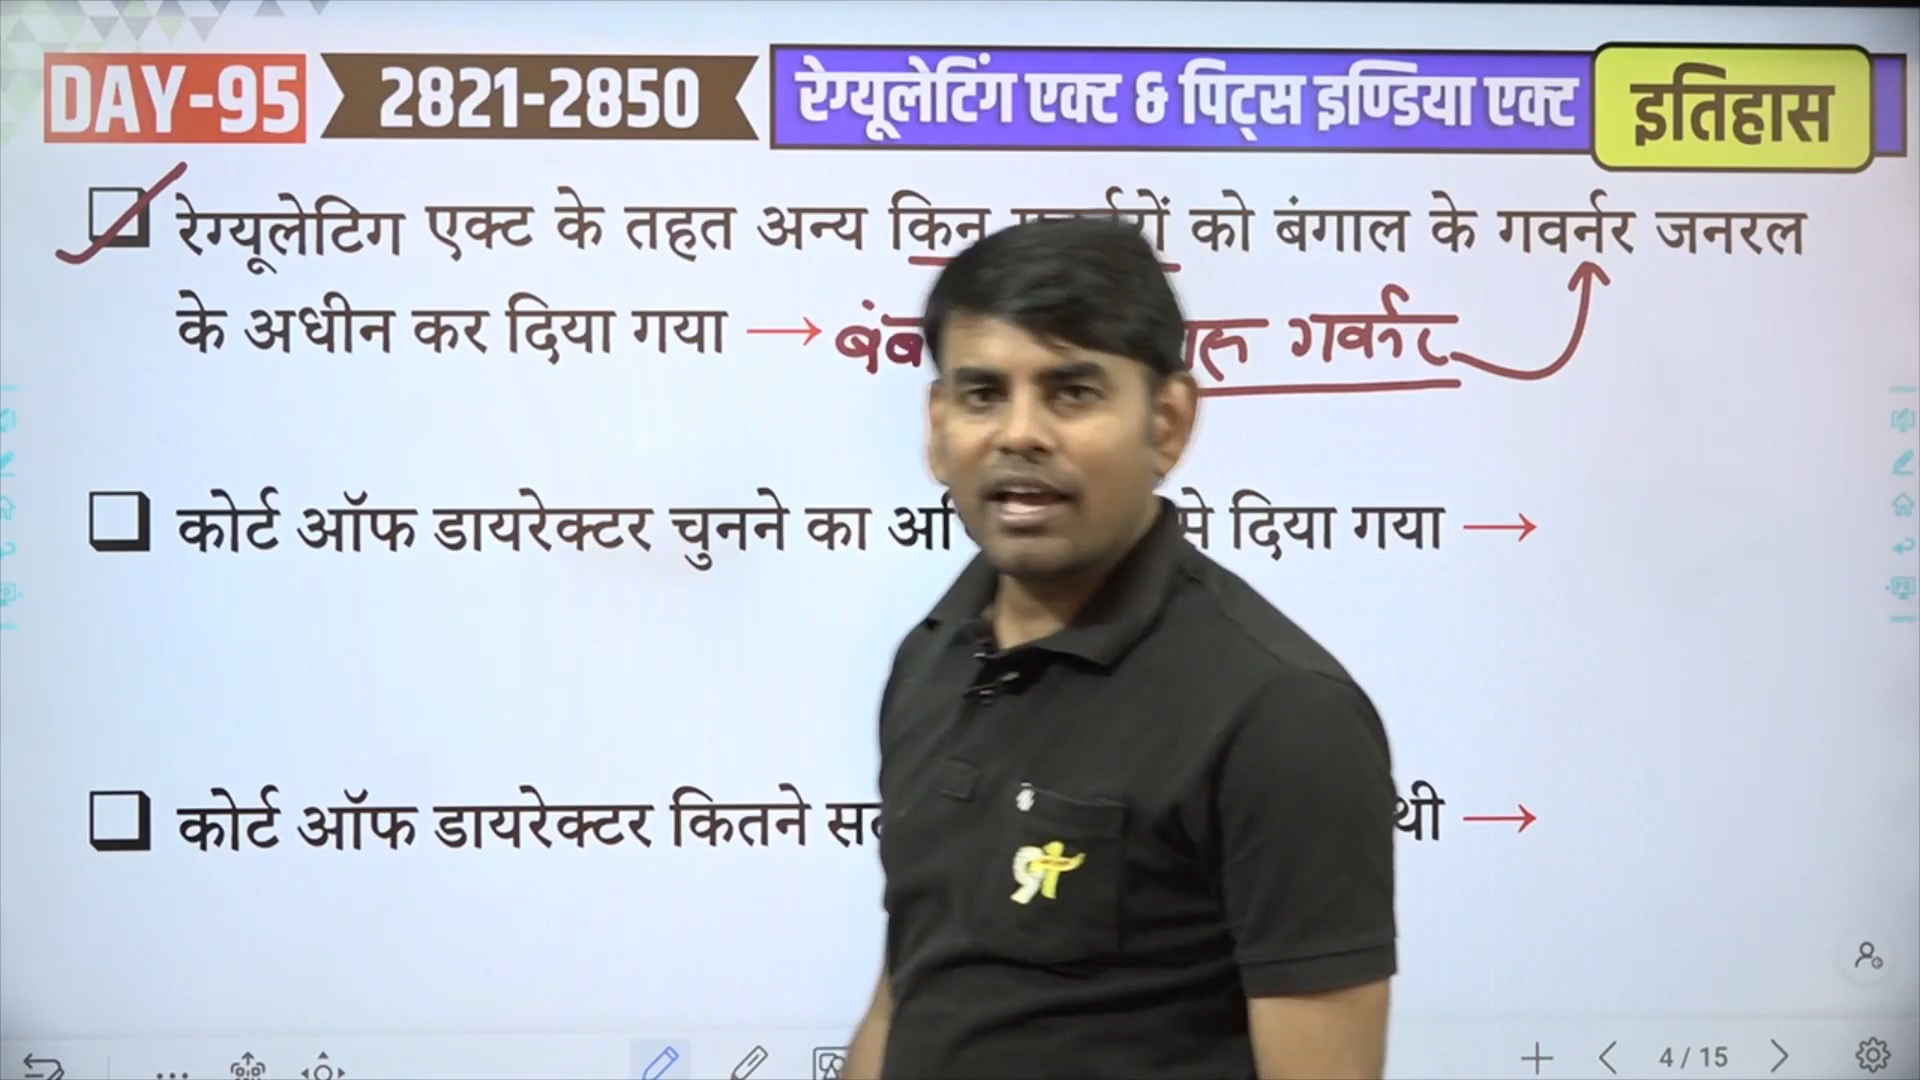 DAY-95 2821-2850 रेग्यूलेटिंग एक्ट & पिट्स इण्डिया एक्ट इतिहास
रेग्यूलेटिग एक्ट के तहत अन्य किन को बंगाल के गवर्नर जनरल
के अधीन कर दिया गया →
कोर्ट ऑफ डायरेक्टर चुनने का दिया गया →
कोर्ट ऑफ डायरेक्टर कितने थी →
4 / 15